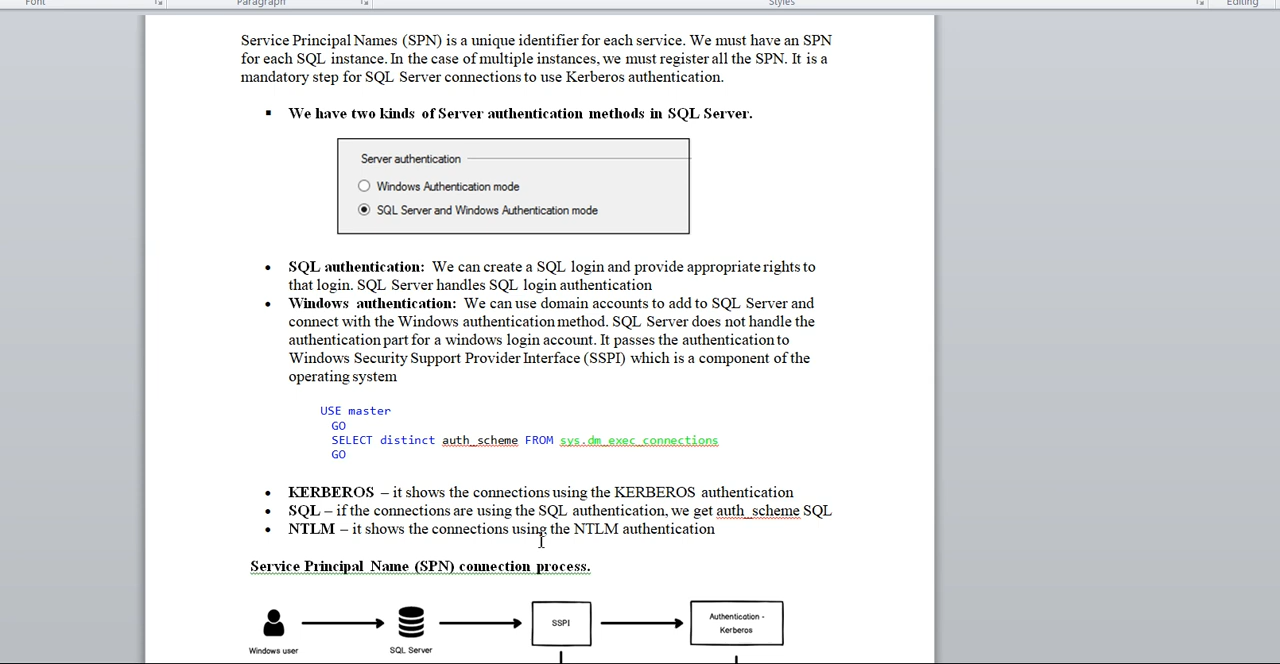 Font
Paragraph
Styles
Editing
Service Principal Names (SPN) is a unique identifier for each service. We must have an SPN
for each SQL instance. In the case of multiple instances, we must register all the SPN. It is a
mandatory step for SQL Server connections to use Kerberos authentication.
▪ We have two kinds of Server authentication methods in SQL Server.
Server authentication
Windows Authentication mode
SQL Server and Windows Authentication mode
• SQL authentication: We can create a SQL login and provide appropriate rights to
that login. SQL Server handles SQL login authentication
• Windows authentication: We can use domain accounts to add to SQL Server and
connect with the Windows authentication method. SQL Server does not handle the
authentication part for a windows login account. It passes the authentication to
Windows Security Support Provider Interface (SSPI) which is a component of the
operating system
USE master
GO
SELECT distinct auth_scheme FROM sys.dm_exec_connections
GO
• KERBEROS – it shows the connections using the KERBEROS authentication
• SQL – if the connections are using the SQL authentication, we get auth_scheme SQL
• NTLM – it shows the connections using the NTLM authentication
Service Principal Name (SPN) connection process.
Windows user
SQL Server
SSPI
Authentication -
Kerberos